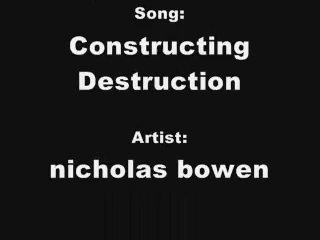 Song:
Constructing
Destruction
Artist:
nicholas bowen